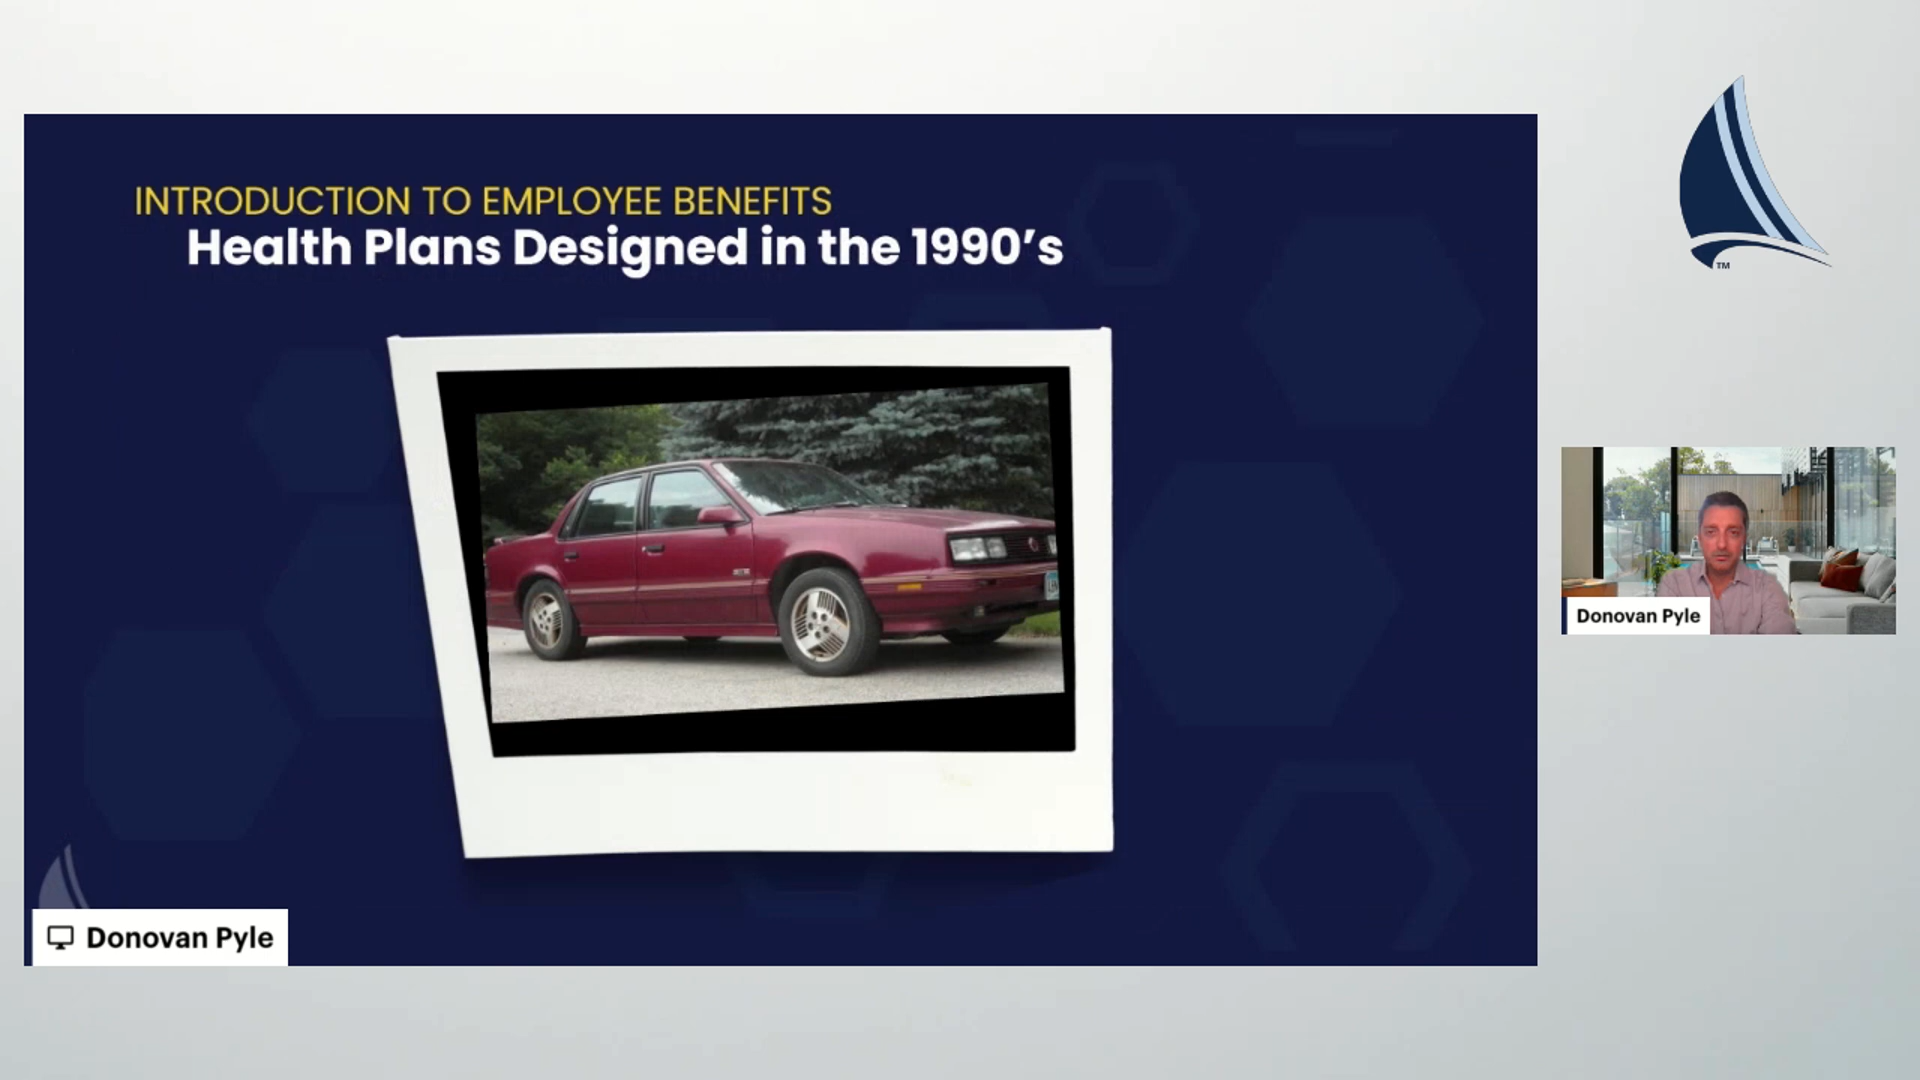 INTRODUCTION TO EMPLOYEE BENEFITS
Health Plans Designed in the 1990’s
TM
Donovan Pyle
Donovan Pyle